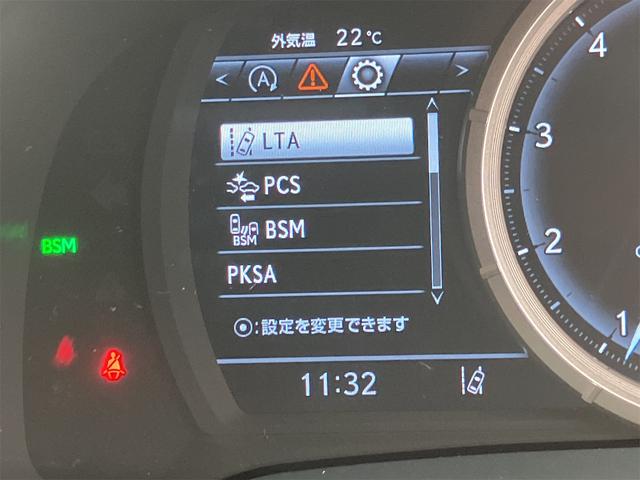 外気温 22℃
< A >
LTA
PCS
BSM BSM
PKSA
⦿:設定を変更できます
11:32
BSM
4
3
2
1